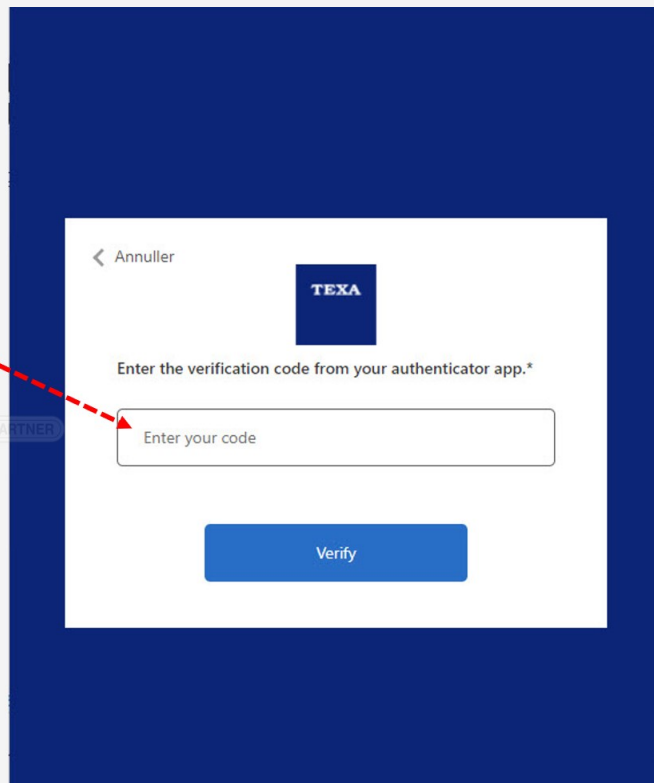 Annuller
TEXA
Enter the verification code from your authenticator app.*
Enter your code
Verify